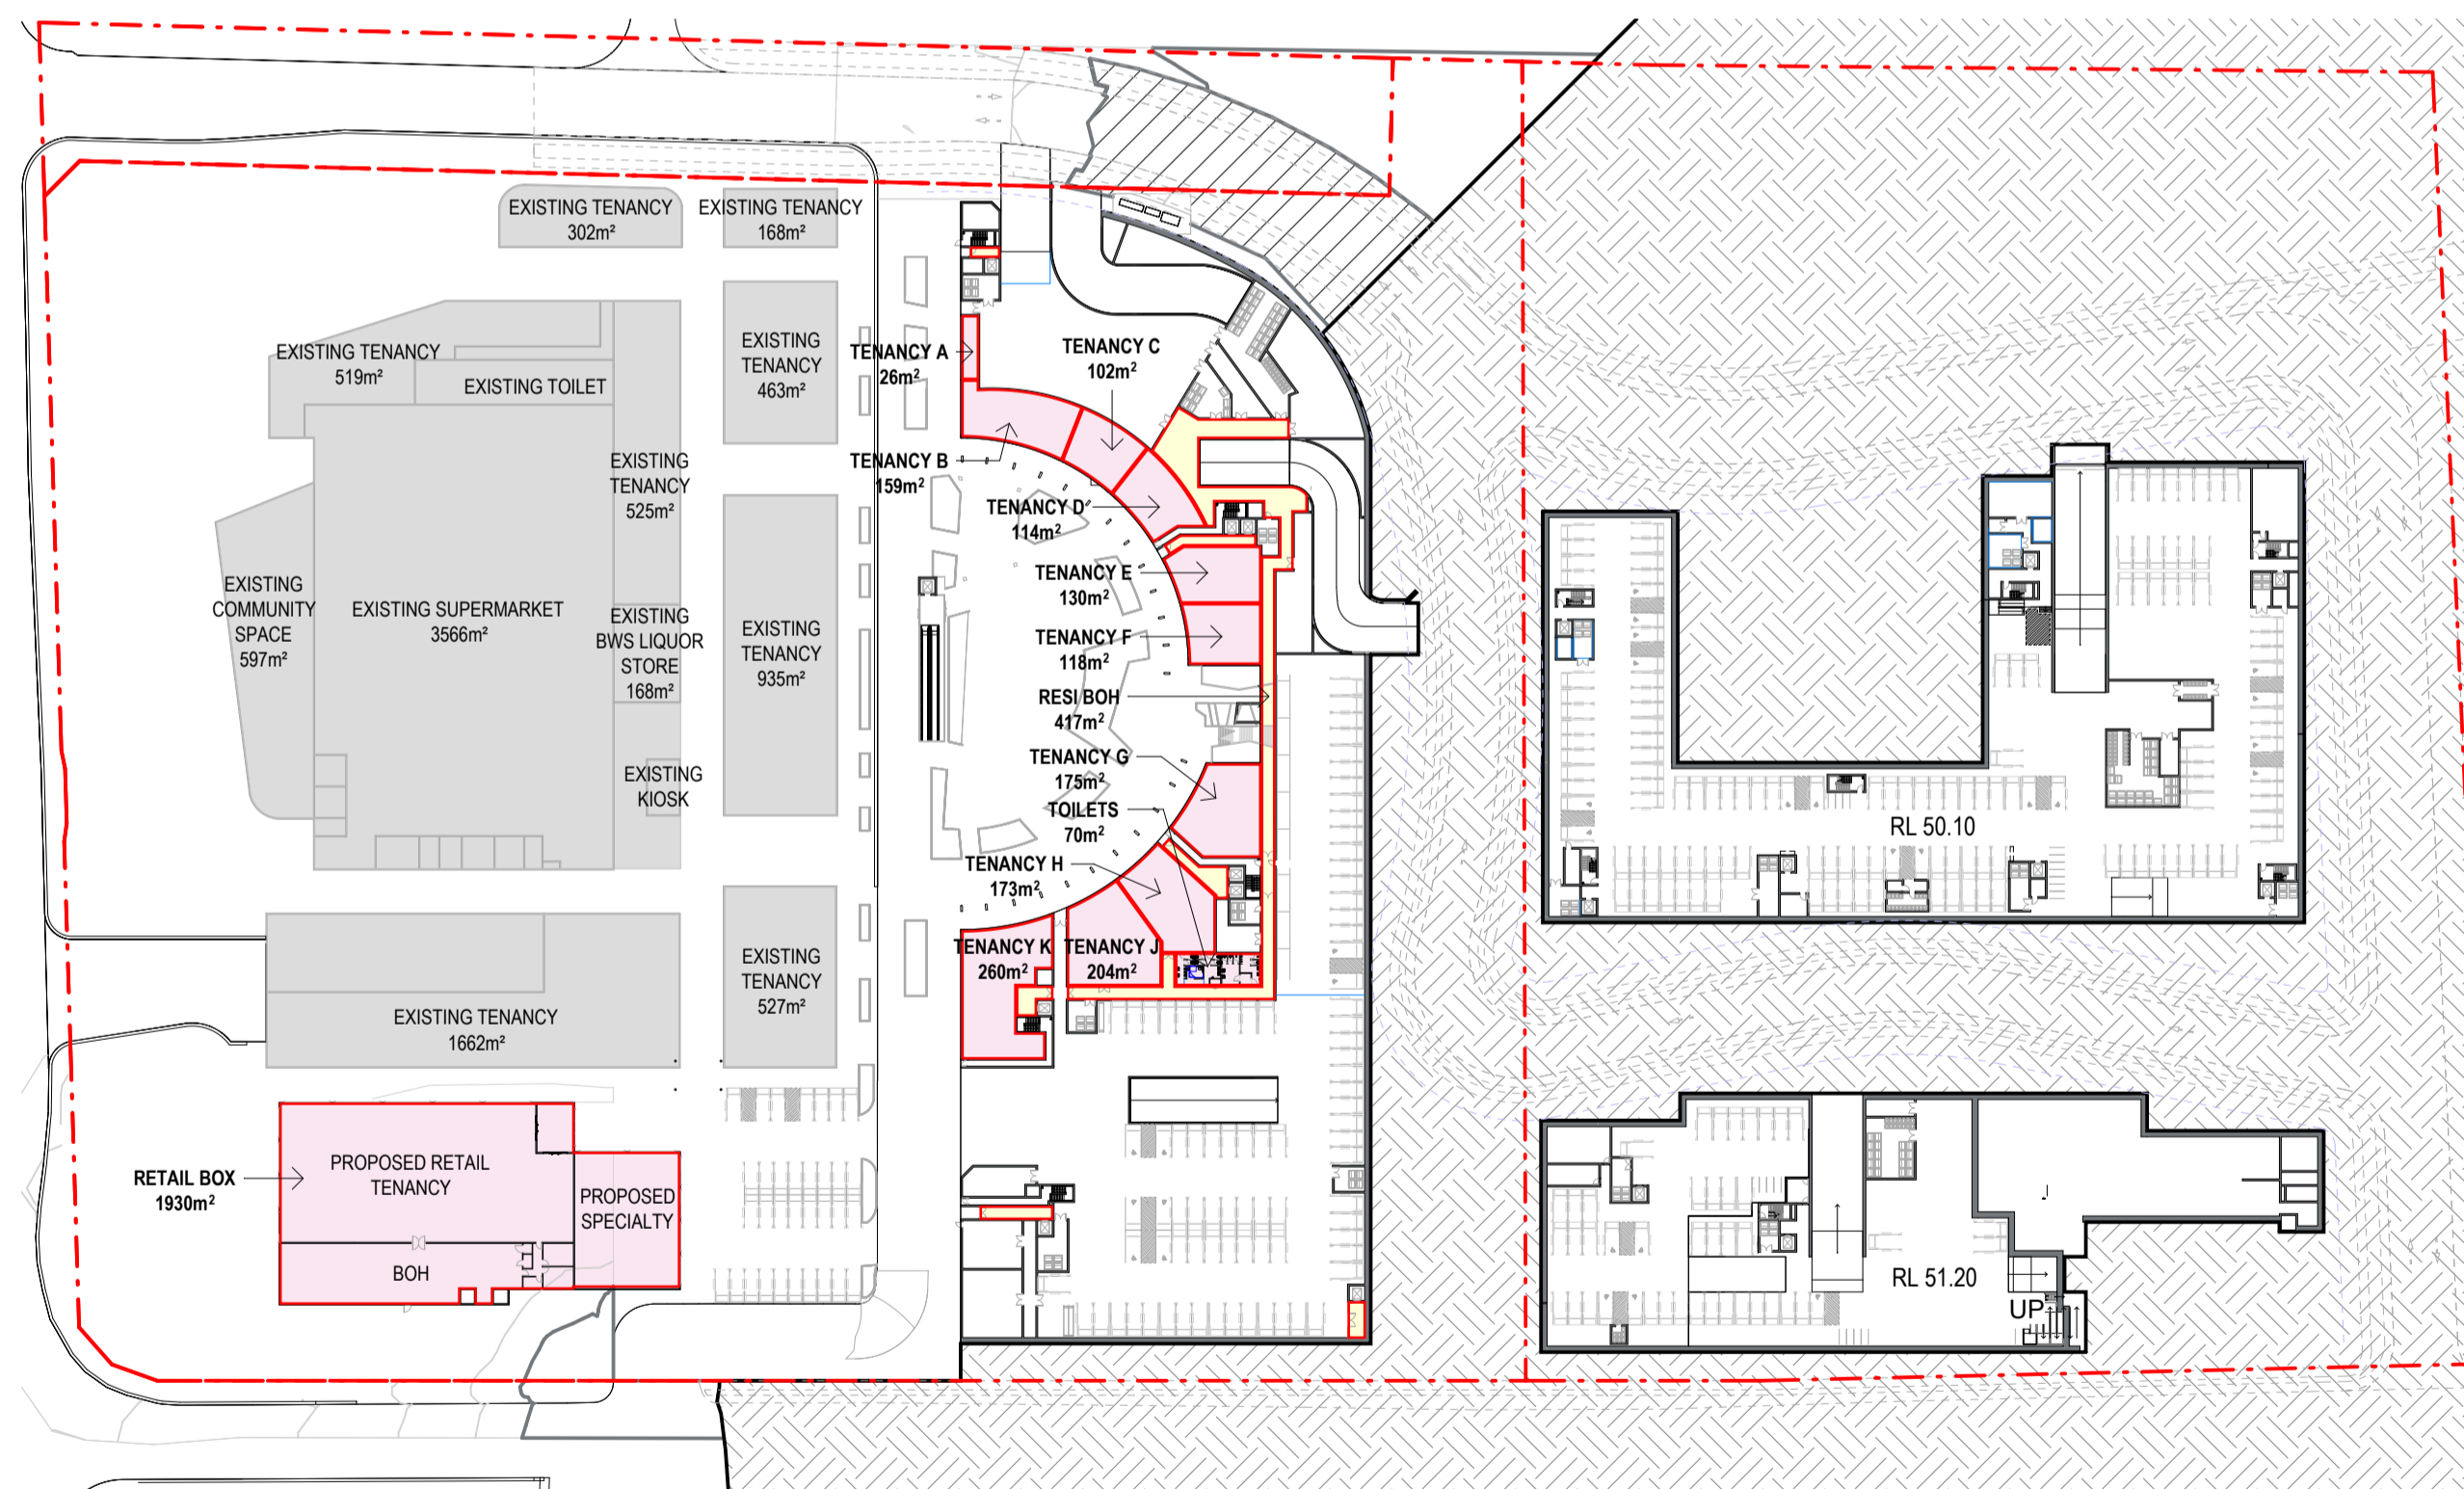 EXISTING TENANCY
302m²
EXISTING TENANCY
168m²
EXISTING TENANCY
519m²
EXISTING TOILET
EXISTING
TENANCY
463m²
TENANCY A
26m²
TENANCY C
102m²
EXISTING
TENANCY
525m²
TENANCY B
159m²
TENANCY D
114m²
EXISTING
COMMUNITY
SPACE
597m²
EXISTING SUPERMARKET
3566m²
EXISTING
BWS LIQUOR
STORE
168m²
EXISTING
TENANCY
935m²
TENANCY E
130m²
TENANCY F
118m²
RESI BOH
417m²
EXISTING
KIOSK
TENANCY G
175m²
TOILETS
70m²
TENANCY H
173m²
RL 50.10
EXISTING
TENANCY
527m²
TENANCY K
260m²
TENANCY J
204m²
EXISTING TENANCY
1662m²
RETAIL BOX
1930m²
PROPOSED RETAIL
TENANCY
PROPOSED
SPECIALTY
BOH
RL 51.20
UP